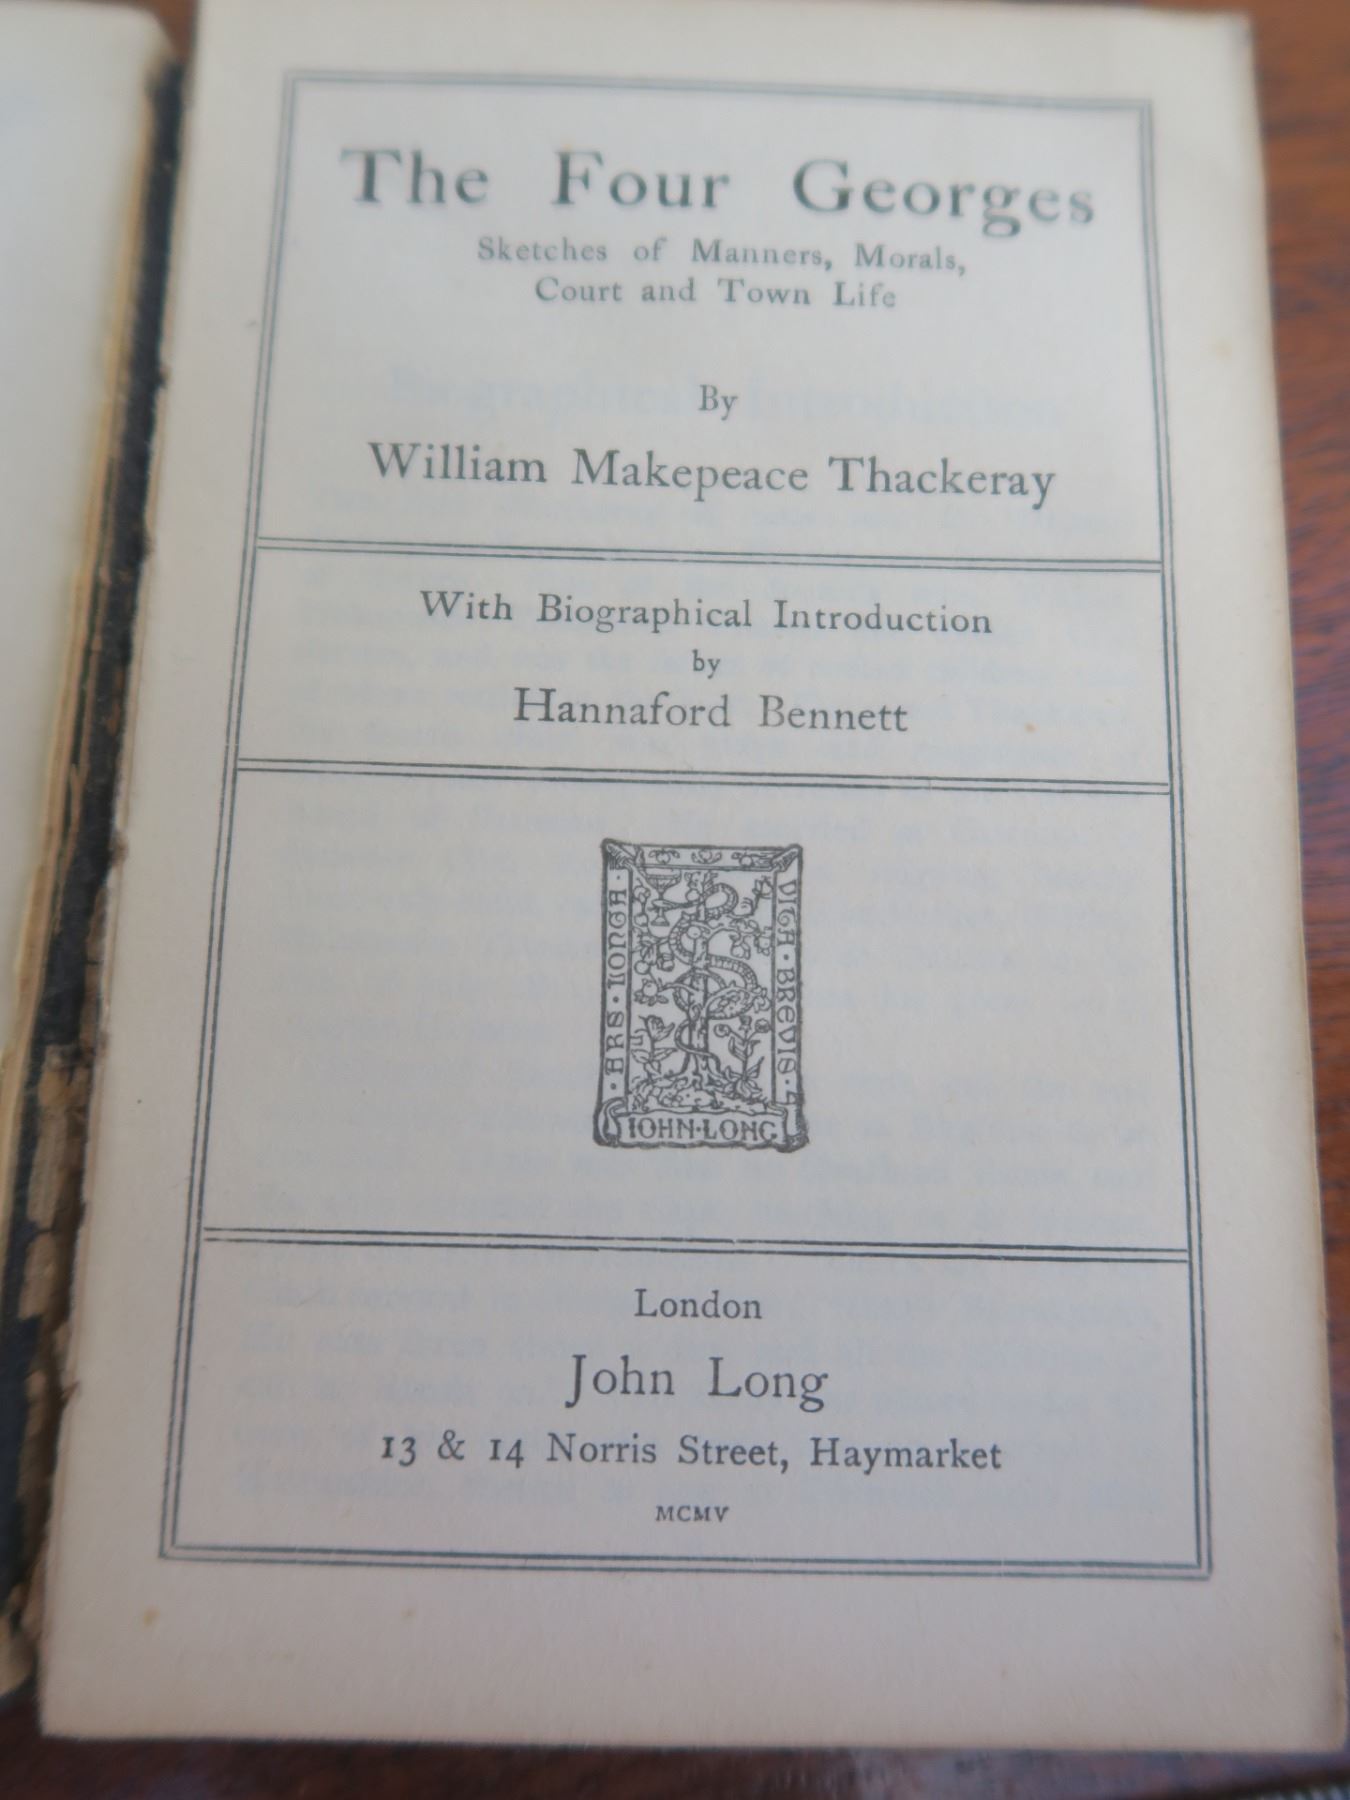 The Four Georges
Sketches of Manners, Morals,
Court and Town Life
By
William Makepeace Thackeray
With Biographical Introduction
by
Hannaford Bennett
· ARS · LONGA ·
VITA · BREVIS ·
IOHN · LONG
London
John Long
13 & 14 Norris Street, Haymarket
MCMV